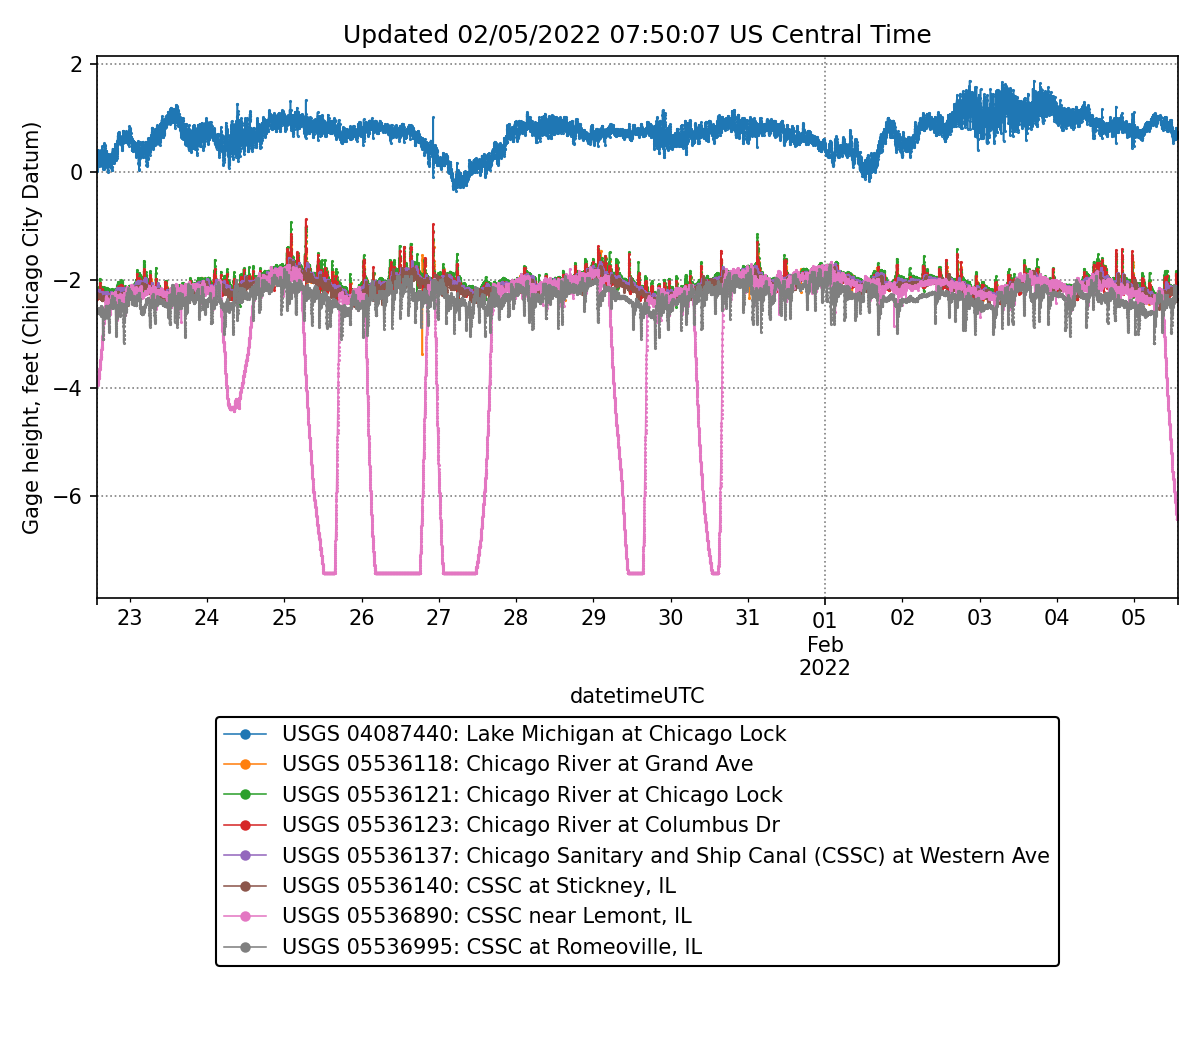 Updated 02/05/2022 07:50:07 US Central Time
Gage height, feet (Chicago City Datum)
2
0
−2
−4
−6
23 24 25 26 27 28 29 30 31 01 02 03 04 05
Feb
2022
datetimeUTC
USGS 04087440: Lake Michigan at Chicago Lock
USGS 05536118: Chicago River at Grand Ave
USGS 05536121: Chicago River at Chicago Lock
USGS 05536123: Chicago River at Columbus Dr
USGS 05536137: Chicago Sanitary and Ship Canal (CSSC) at Western Ave
USGS 05536140: CSSC at Stickney, IL
USGS 05536890: CSSC near Lemont, IL
USGS 05536995: CSSC at Romeoville, IL